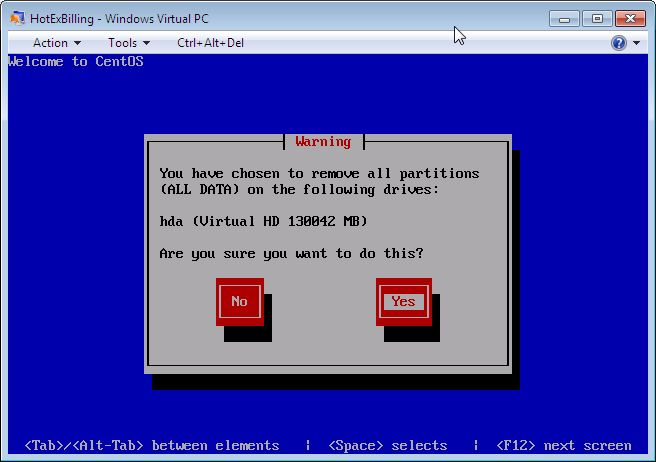 HotExBilling - Windows Virtual PC
Action Tools Ctrl+Alt+Del
Welcome to CentOS
Warning
You have chosen to remove all partitions
(ALL DATA) on the following drives:
hda (Virtual HD 130042 MB)
Are you sure you want to do this?
No Yes
<Tab>/<Alt-Tab> between elements | <Space> selects | <F12> next screen